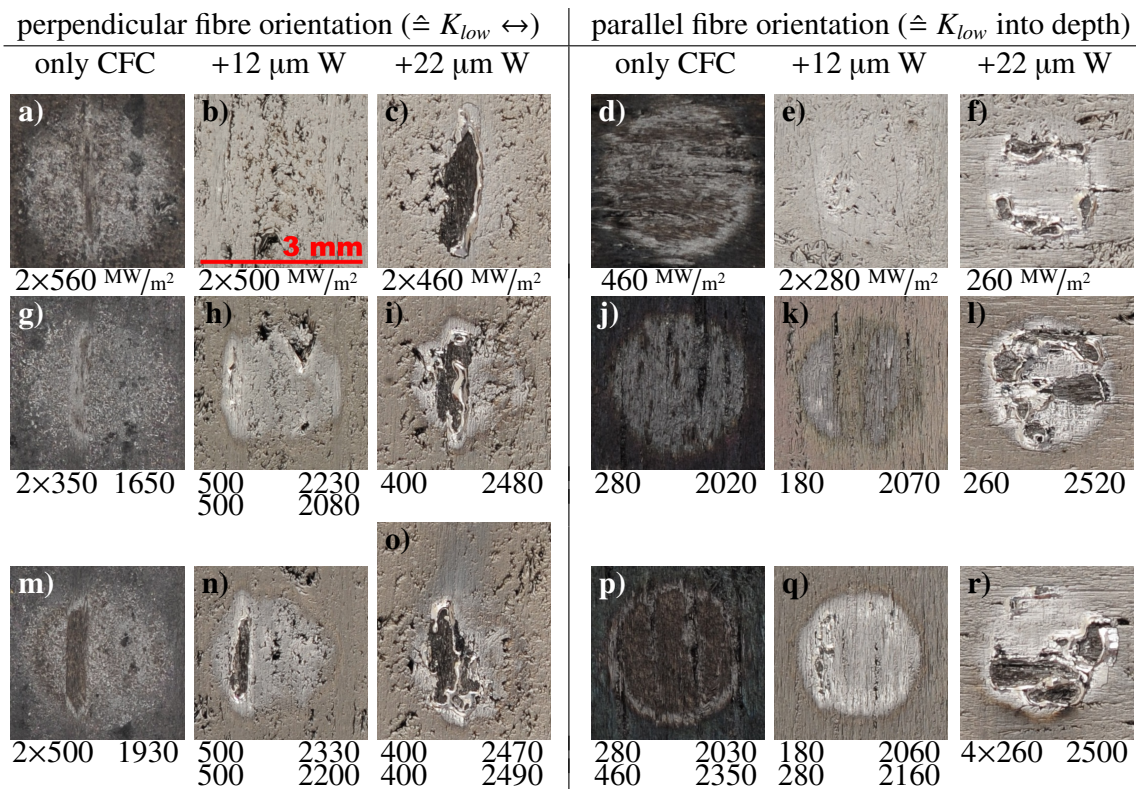 perpendicular fibre orientation (≙ K_low ↔) parallel fibre orientation (≙ K_low into depth)
only CFC +12 μm W +22 μm W only CFC +12 μm W +22 μm W
a) b) c) d) e) f)
3 mm
2×560 MW/m² 2×500 MW/m² 2×460 MW/m² 460 MW/m² 2×280 MW/m² 260 MW/m²
g) h) i) j) k) l)
2×350 1650 500 2230 400 2480 280 2020 180 2070 260 2520
500 2080
o)
m) n) p) q) r)
2×500 1930 500 2330 400 2470 280 2030 180 2060 4×260 2500
500 2200 400 2490 460 2350 280 2160